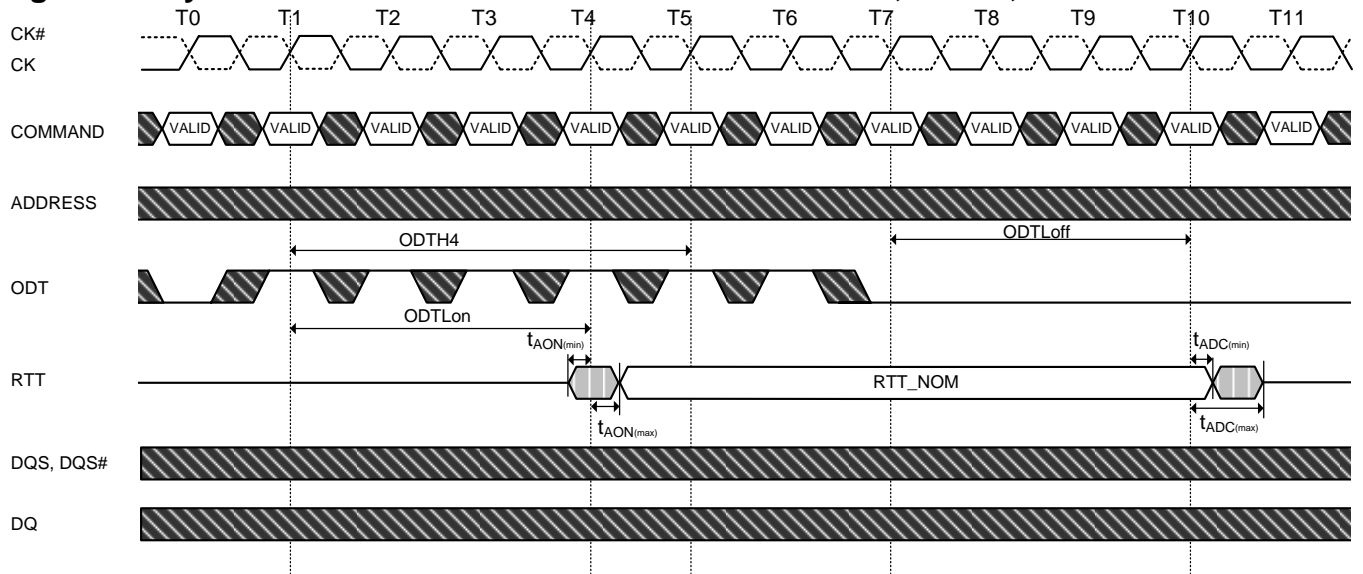 T0 T1 T2 T3 T4 T5 T6 T7 T8 T9 T10 T11
CK#
CK
COMMAND
VALID VALID VALID VALID VALID VALID VALID VALID VALID VALID VALID VALID
ADDRESS
ODTH4
ODTLoff
ODT
ODTLon
tAON(min)
tADC(min)
RTT
RTT_NOM
tAON(max)
tADC(max)
DQS, DQS#
DQ